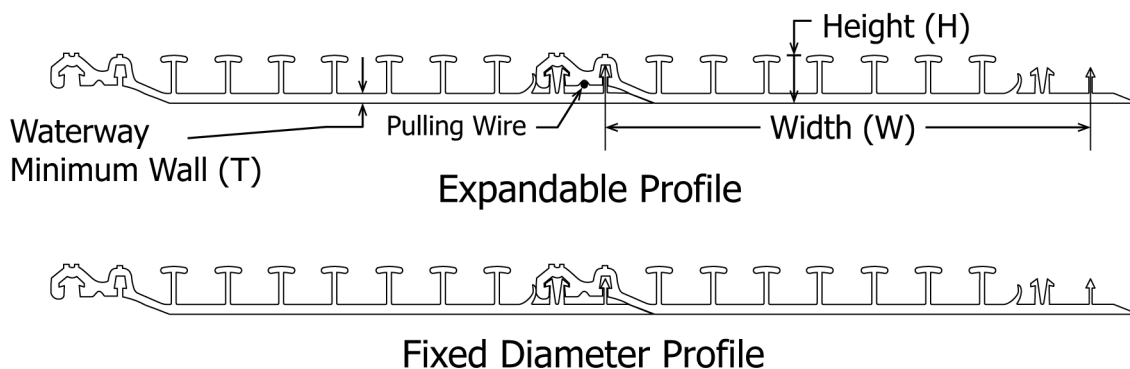 Height (H)
Waterway
Minimum Wall (T)
Pulling Wire
Width (W)
Expandable Profile
Fixed Diameter Profile